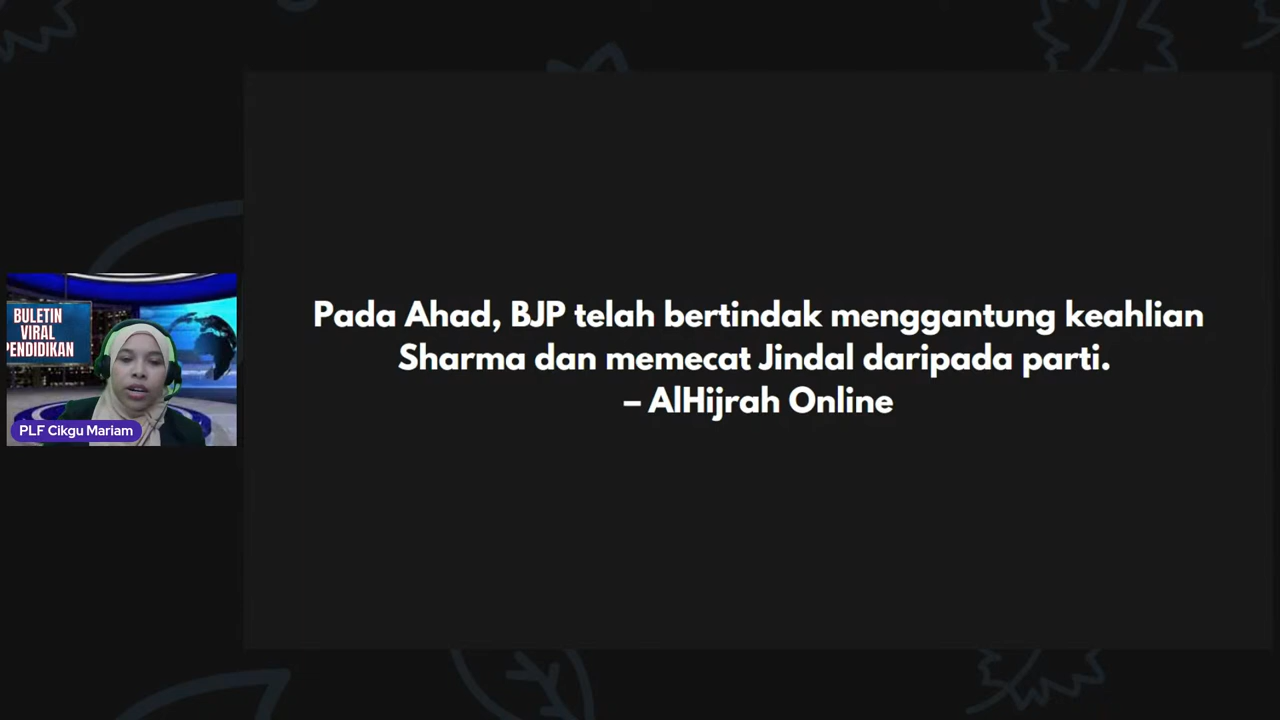 BULETIN
VIRAL
PENDIDIKAN
PLF Cikgu Mariam
Pada Ahad, BJP telah bertindak menggantung keahlian
Sharma dan memecat Jindal daripada parti.
– AlHijrah Online